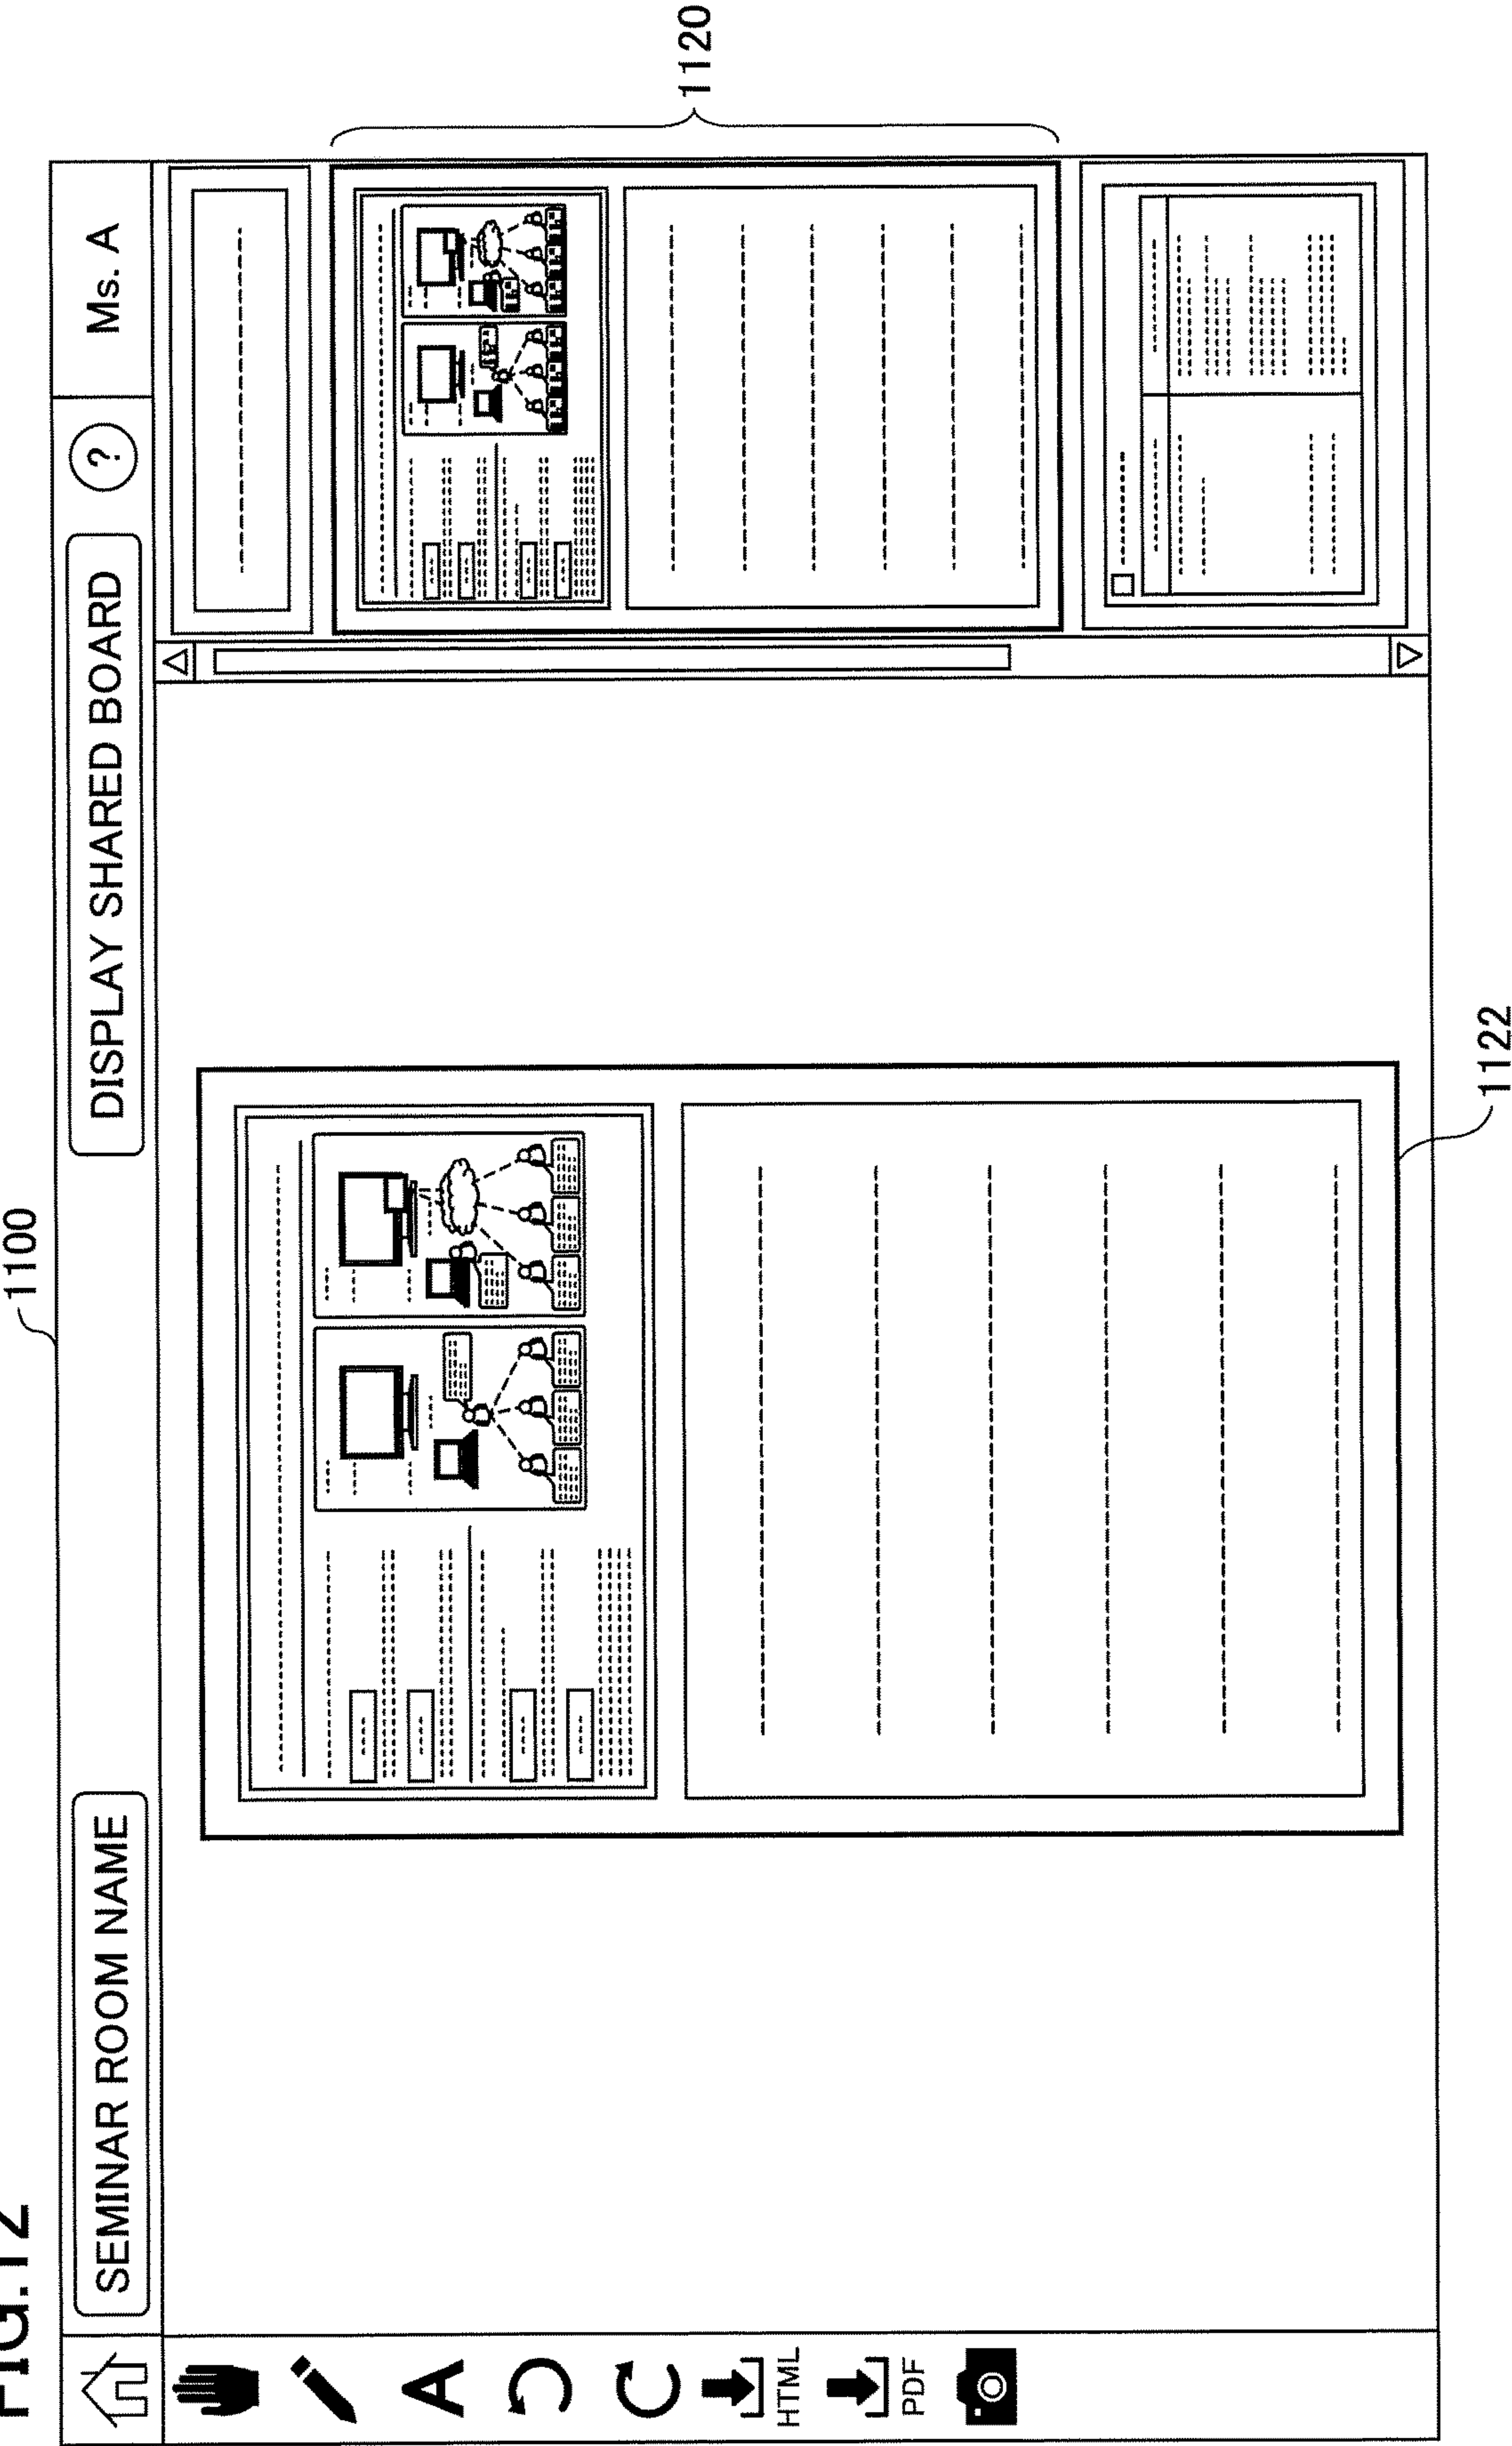 FIG.12
1100
SEMINAR ROOM NAME
DISPLAY SHARED BOARD
?
Ms. A
A
HTML
PDF
1120
1122